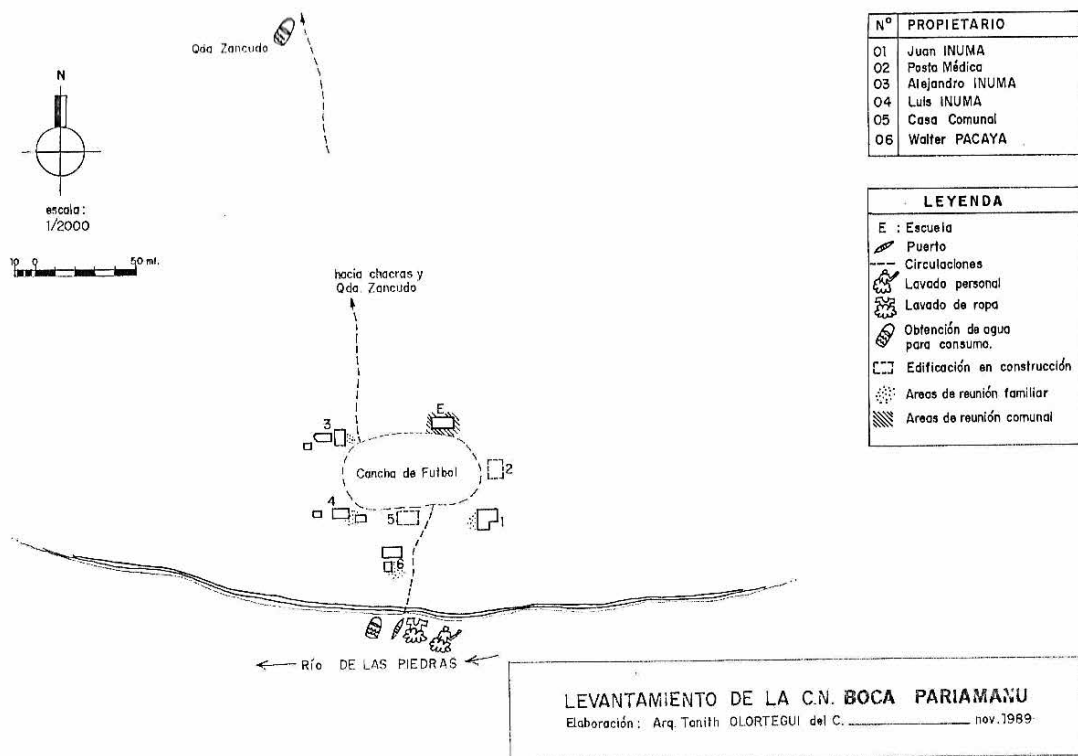 Qda Zancudo
N
escala:
1/2000
10 0 50 mt.
hacia chacras y
Qda. Zancudo
3
E
Cancha de Futbol
2
4
5
1
6
Río DE LAS PIEDRAS
Nº PROPIETARIO
01 Juan INUMA
02 Posta Médica
03 Alejandro INUMA
04 Luis INUMA
05 Casa Comunal
06 Walter PACAYA
LEYENDA
E : Escuela
Puerto
Circulaciones
Lavado personal
Lavado de ropa
Obtención de agua
para consumo.
Edificación en construcción
Areas de reunión familiar
Areas de reunión comunal
LEVANTAMIENTO DE LA C.N. BOCA PARIAMANU
Elaboración: Arq. Tanith OLORTEGUI del C. nov. 1989